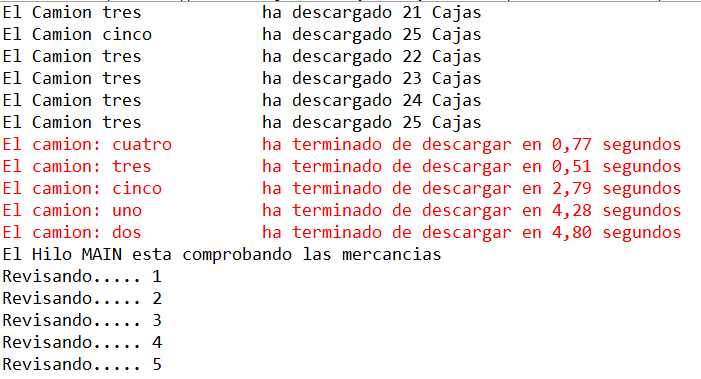 El Camion tres ha descargado 21 Cajas
El Camion cinco ha descargado 25 Cajas
El Camion tres ha descargado 22 Cajas
El Camion tres ha descargado 23 Cajas
El Camion tres ha descargado 24 Cajas
El Camion tres ha descargado 25 Cajas
El camion: cuatro ha terminado de descargar en 0,77 segundos
El camion: tres ha terminado de descargar en 0,51 segundos
El camion: cinco ha terminado de descargar en 2,79 segundos
El camion: uno ha terminado de descargar en 4,28 segundos
El camion: dos ha terminado de descargar en 4,80 segundos
El Hilo MAIN esta comprobando las mercancias
Revisando..... 1
Revisando..... 2
Revisando..... 3
Revisando..... 4
Revisando..... 5